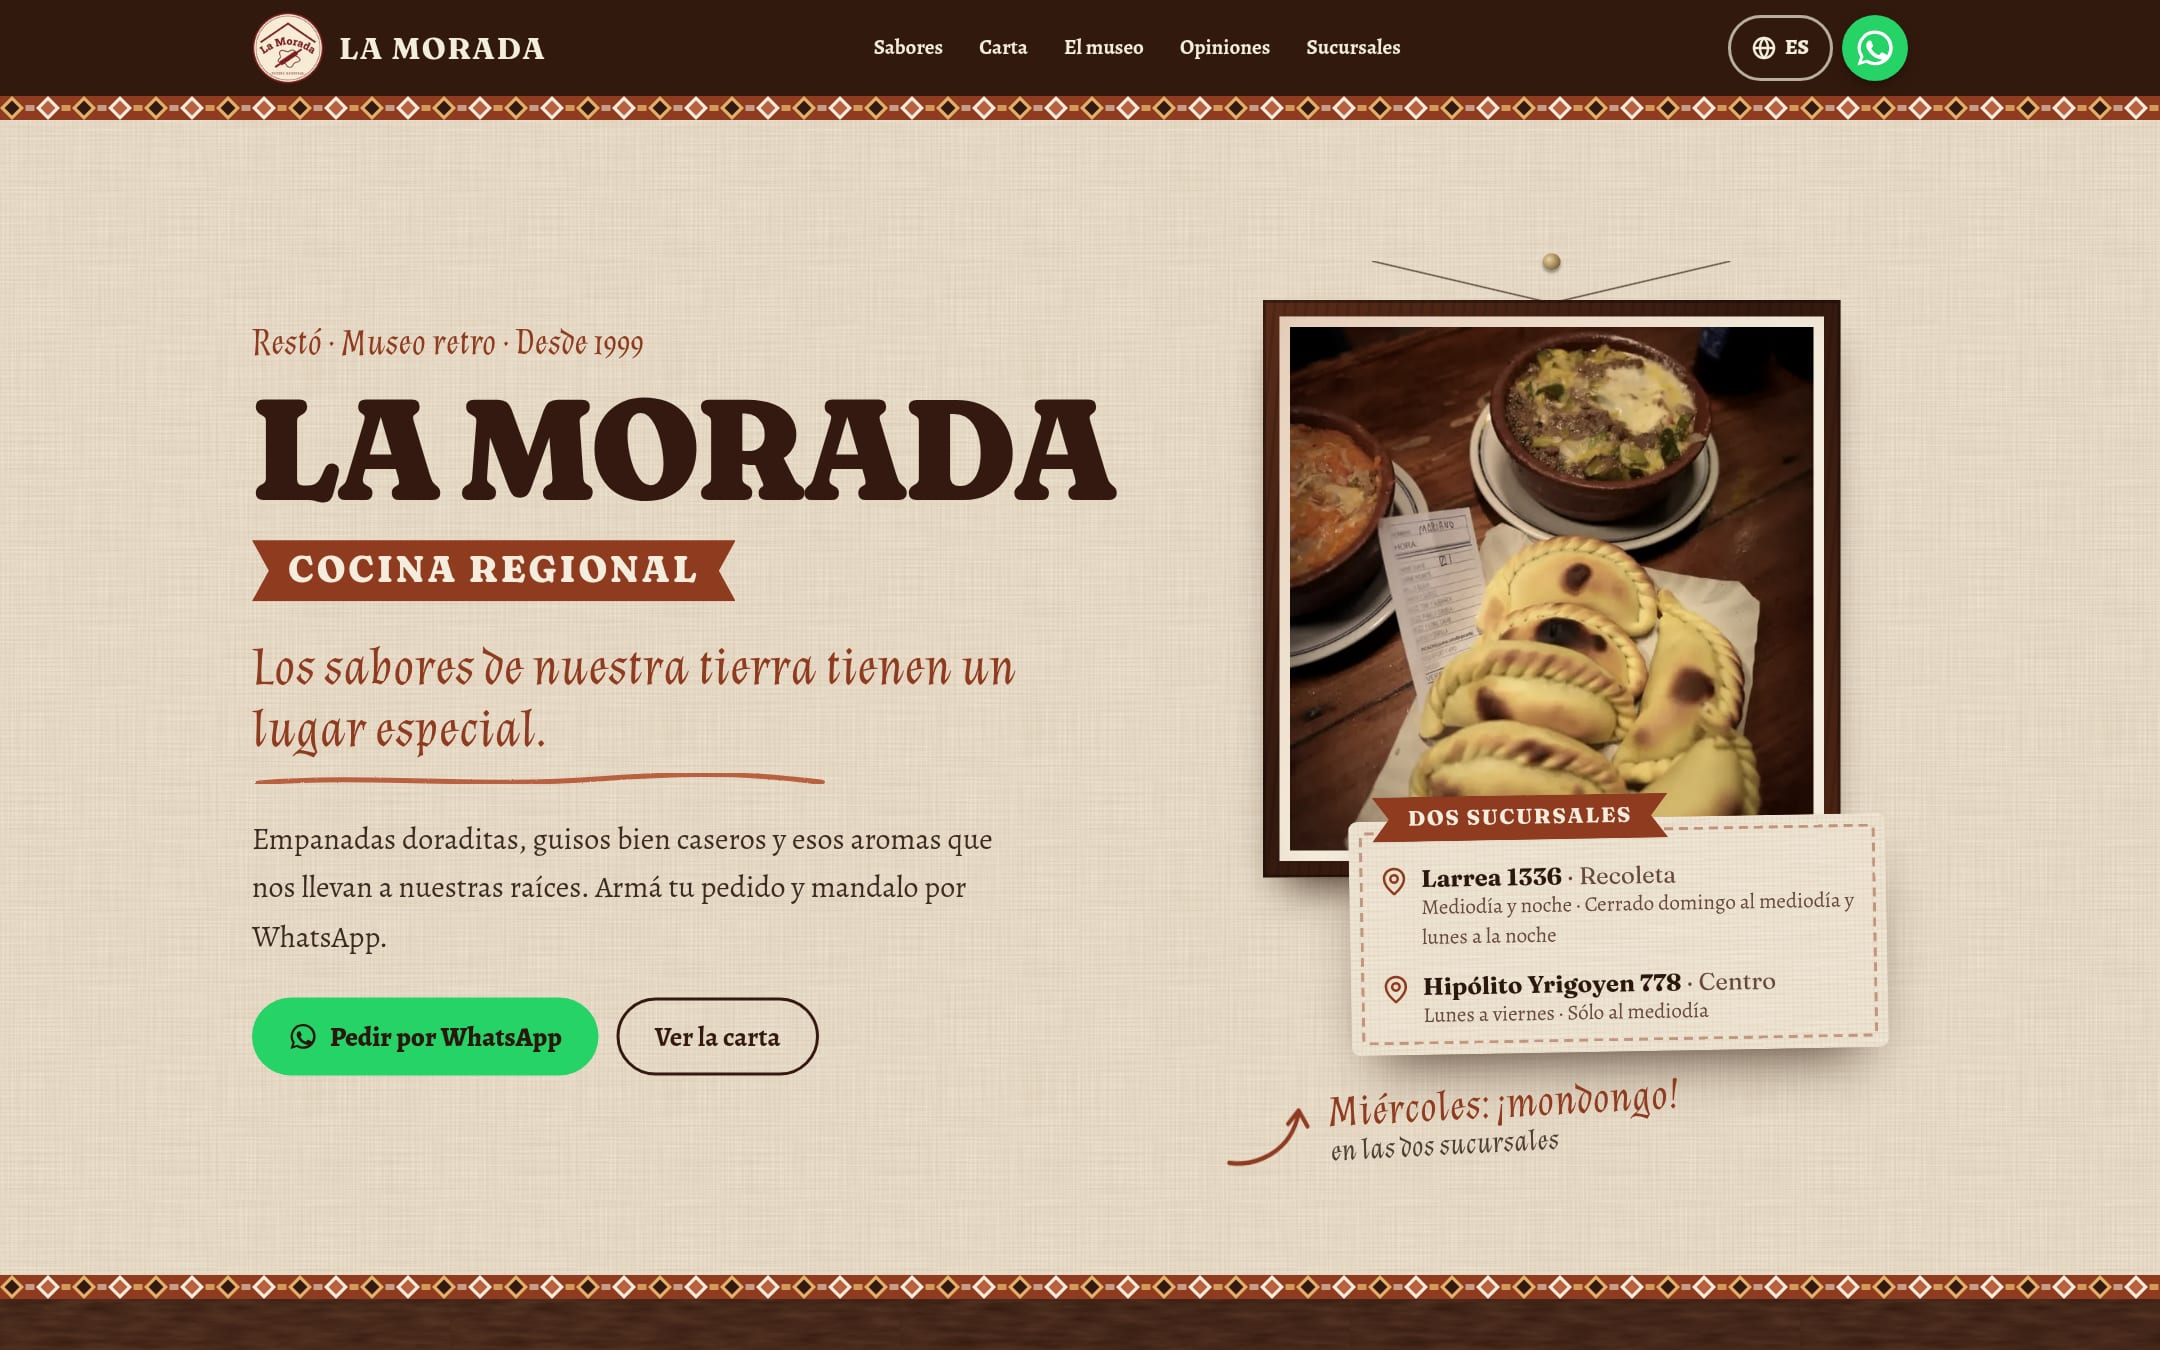 La Morada
LA MORADA
Sabores
Carta
El museo
Opiniones
Sucursales
ES
Restó · Museo retro · Desde 1999
LA MORADA
COCINA REGIONAL
Los sabores de nuestra tierra tienen un
lugar especial.
Empanadas doraditas, guisos bien caseros y esos aromas que
nos llevan a nuestras raíces. Armá tu pedido y mandalo por
WhatsApp.
Pedir por WhatsApp
Ver la carta
MARIANO
HORA:
DOS SUCURSALES
Larrea 1336 · Recoleta
Mediodía y noche · Cerrado domingo al mediodía y
lunes a la noche
Hipólito Yrigoyen 778 · Centro
Lunes a viernes · Sólo al mediodía
Miércoles: ¡mondongo!
en las dos sucursales